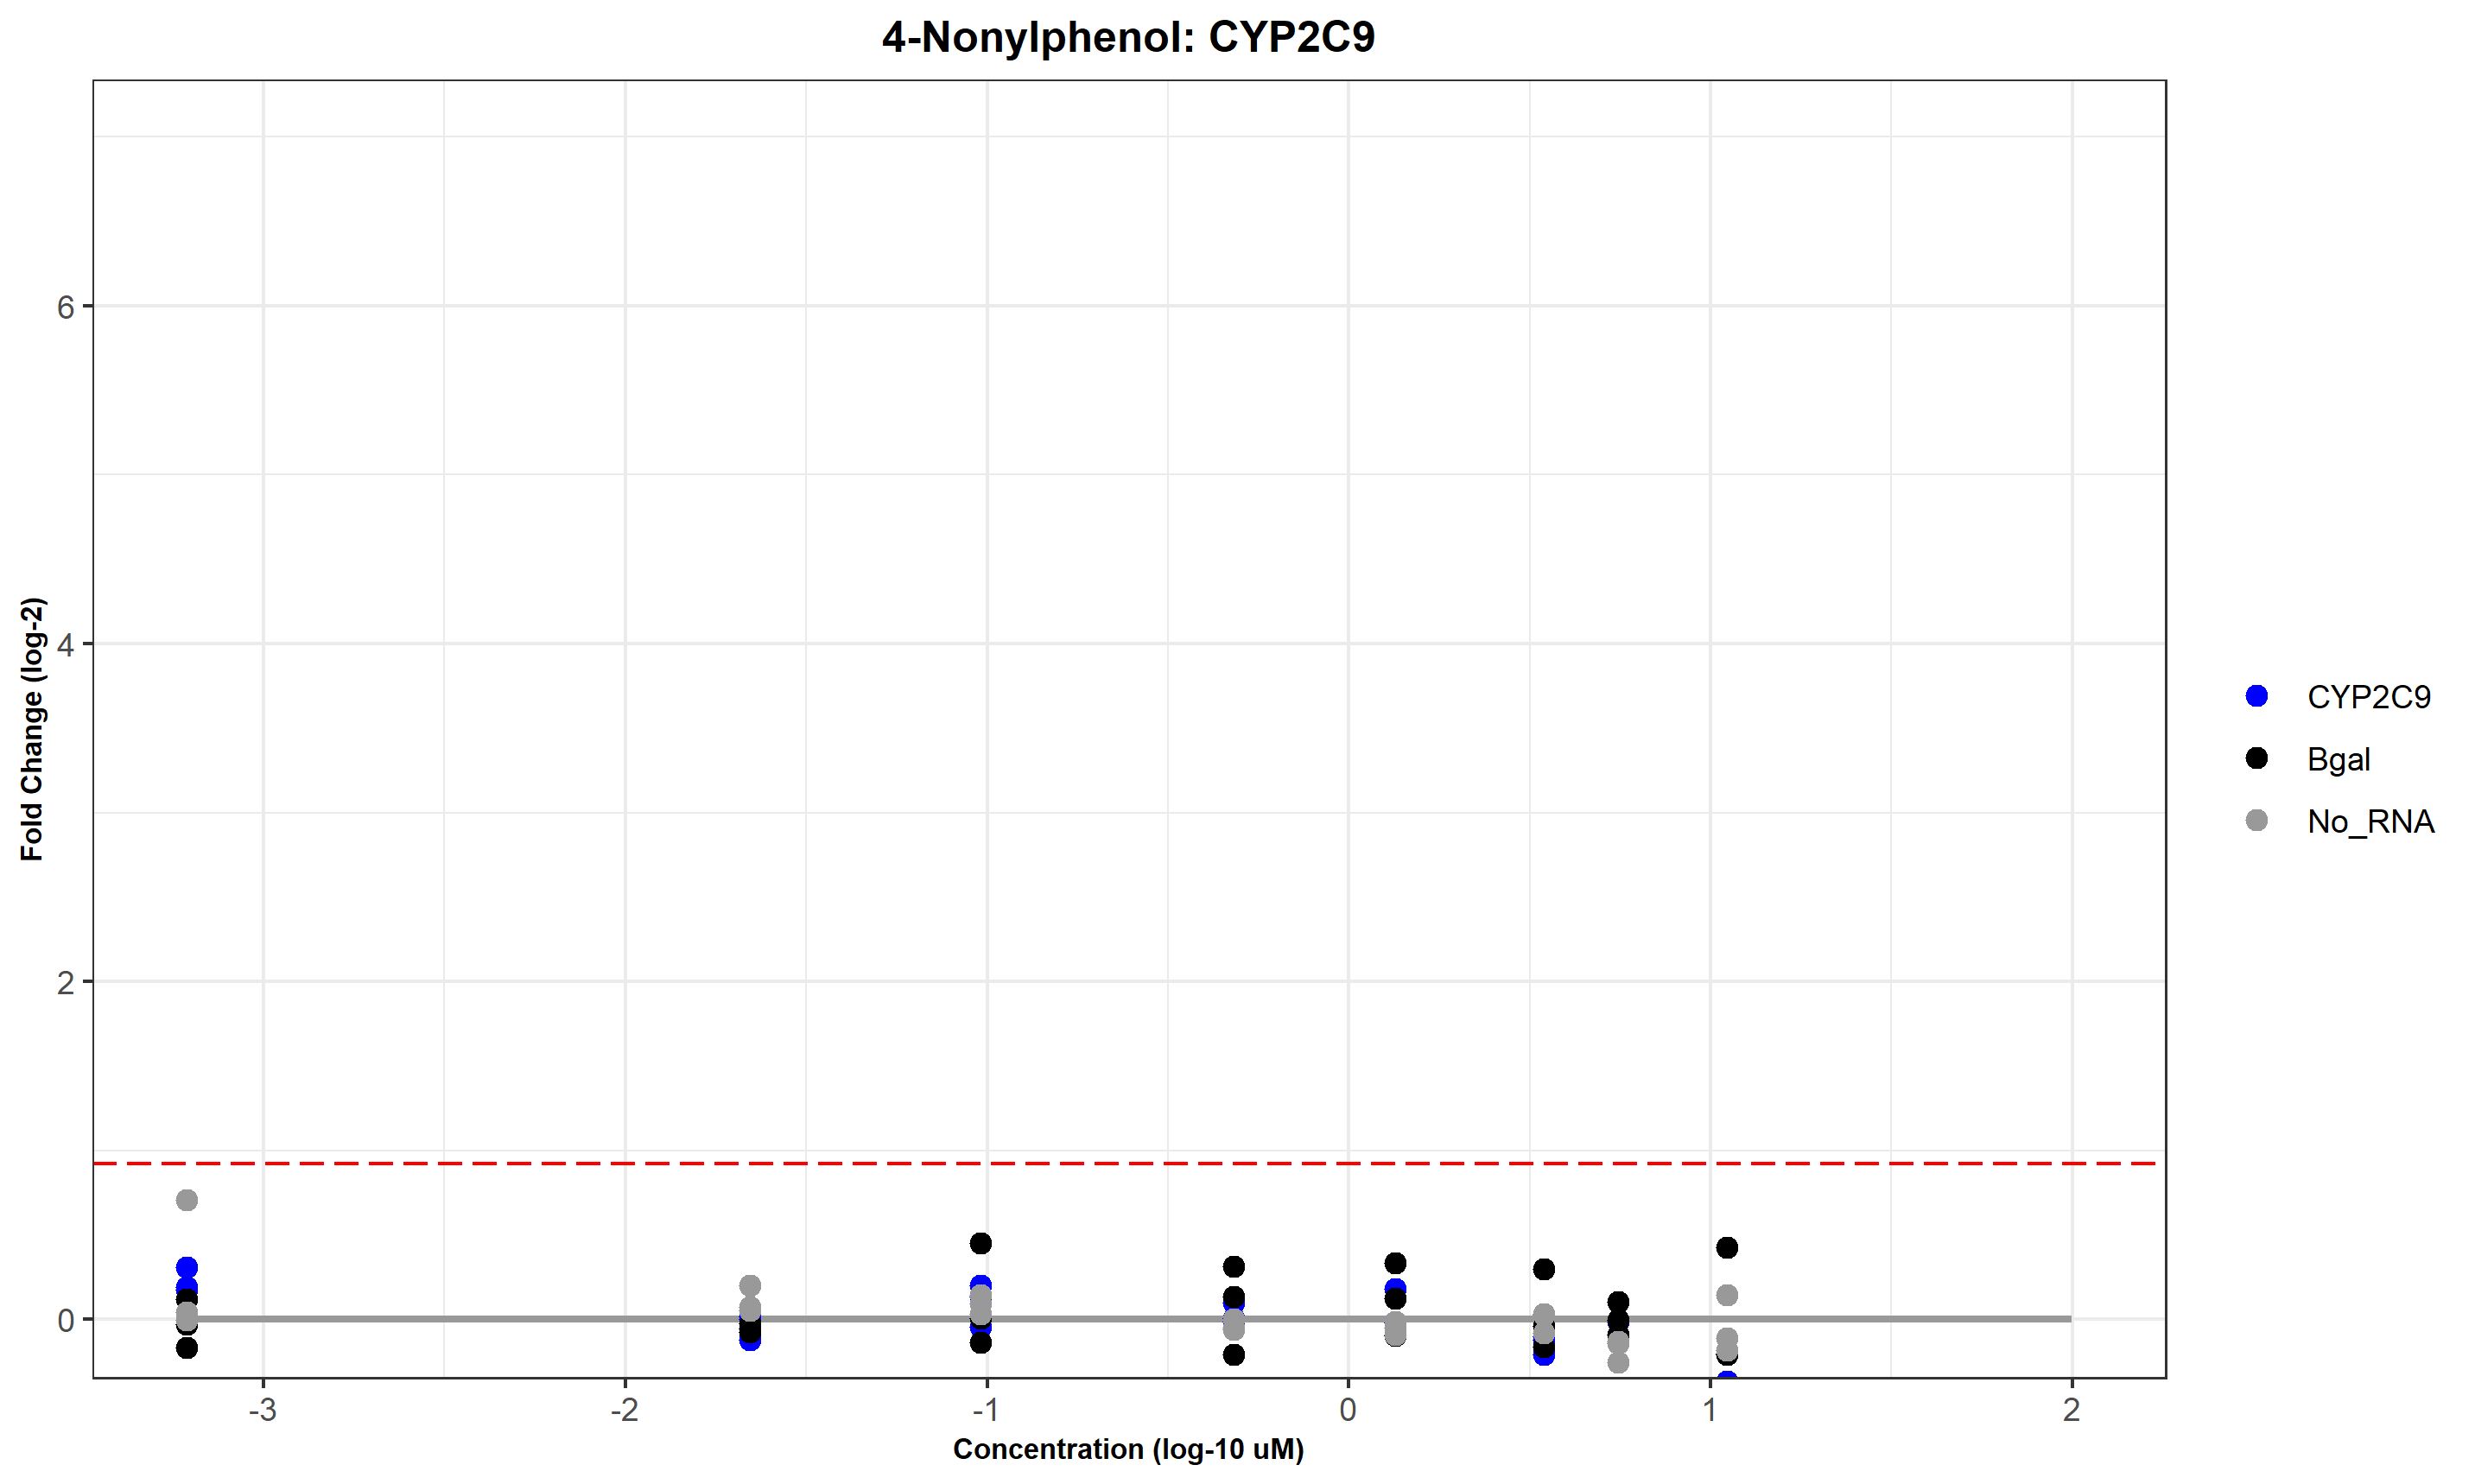 4-Nonylphenol: CYP2C9
Fold Change (log-2)
6
4
2
0
-3
-2
-1
0
1
2
Concentration (log-10 uM)
CYP2C9
Bgal
No_RNA